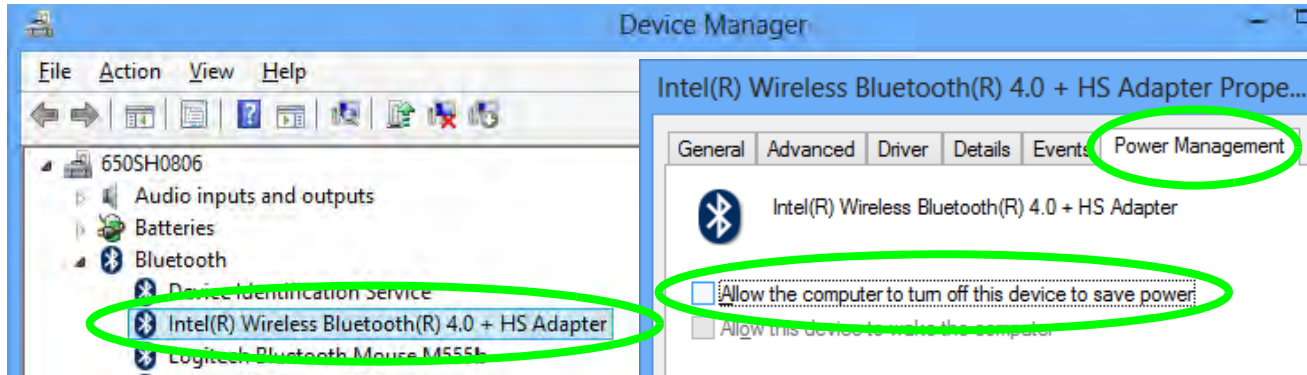 Device Manager
File Action View Help
650SH0806
Audio inputs and outputs
Batteries
Bluetooth
Device Identification Service
Intel(R) Wireless Bluetooth(R) 4.0 + HS Adapter
Logitech Bluetooth Mouse M555b
Intel(R) Wireless Bluetooth(R) 4.0 + HS Adapter Prope...
General Advanced Driver Details Events Power Management
Intel(R) Wireless Bluetooth(R) 4.0 + HS Adapter
Allow the computer to turn off this device to save power
Allow this device to wake the computer